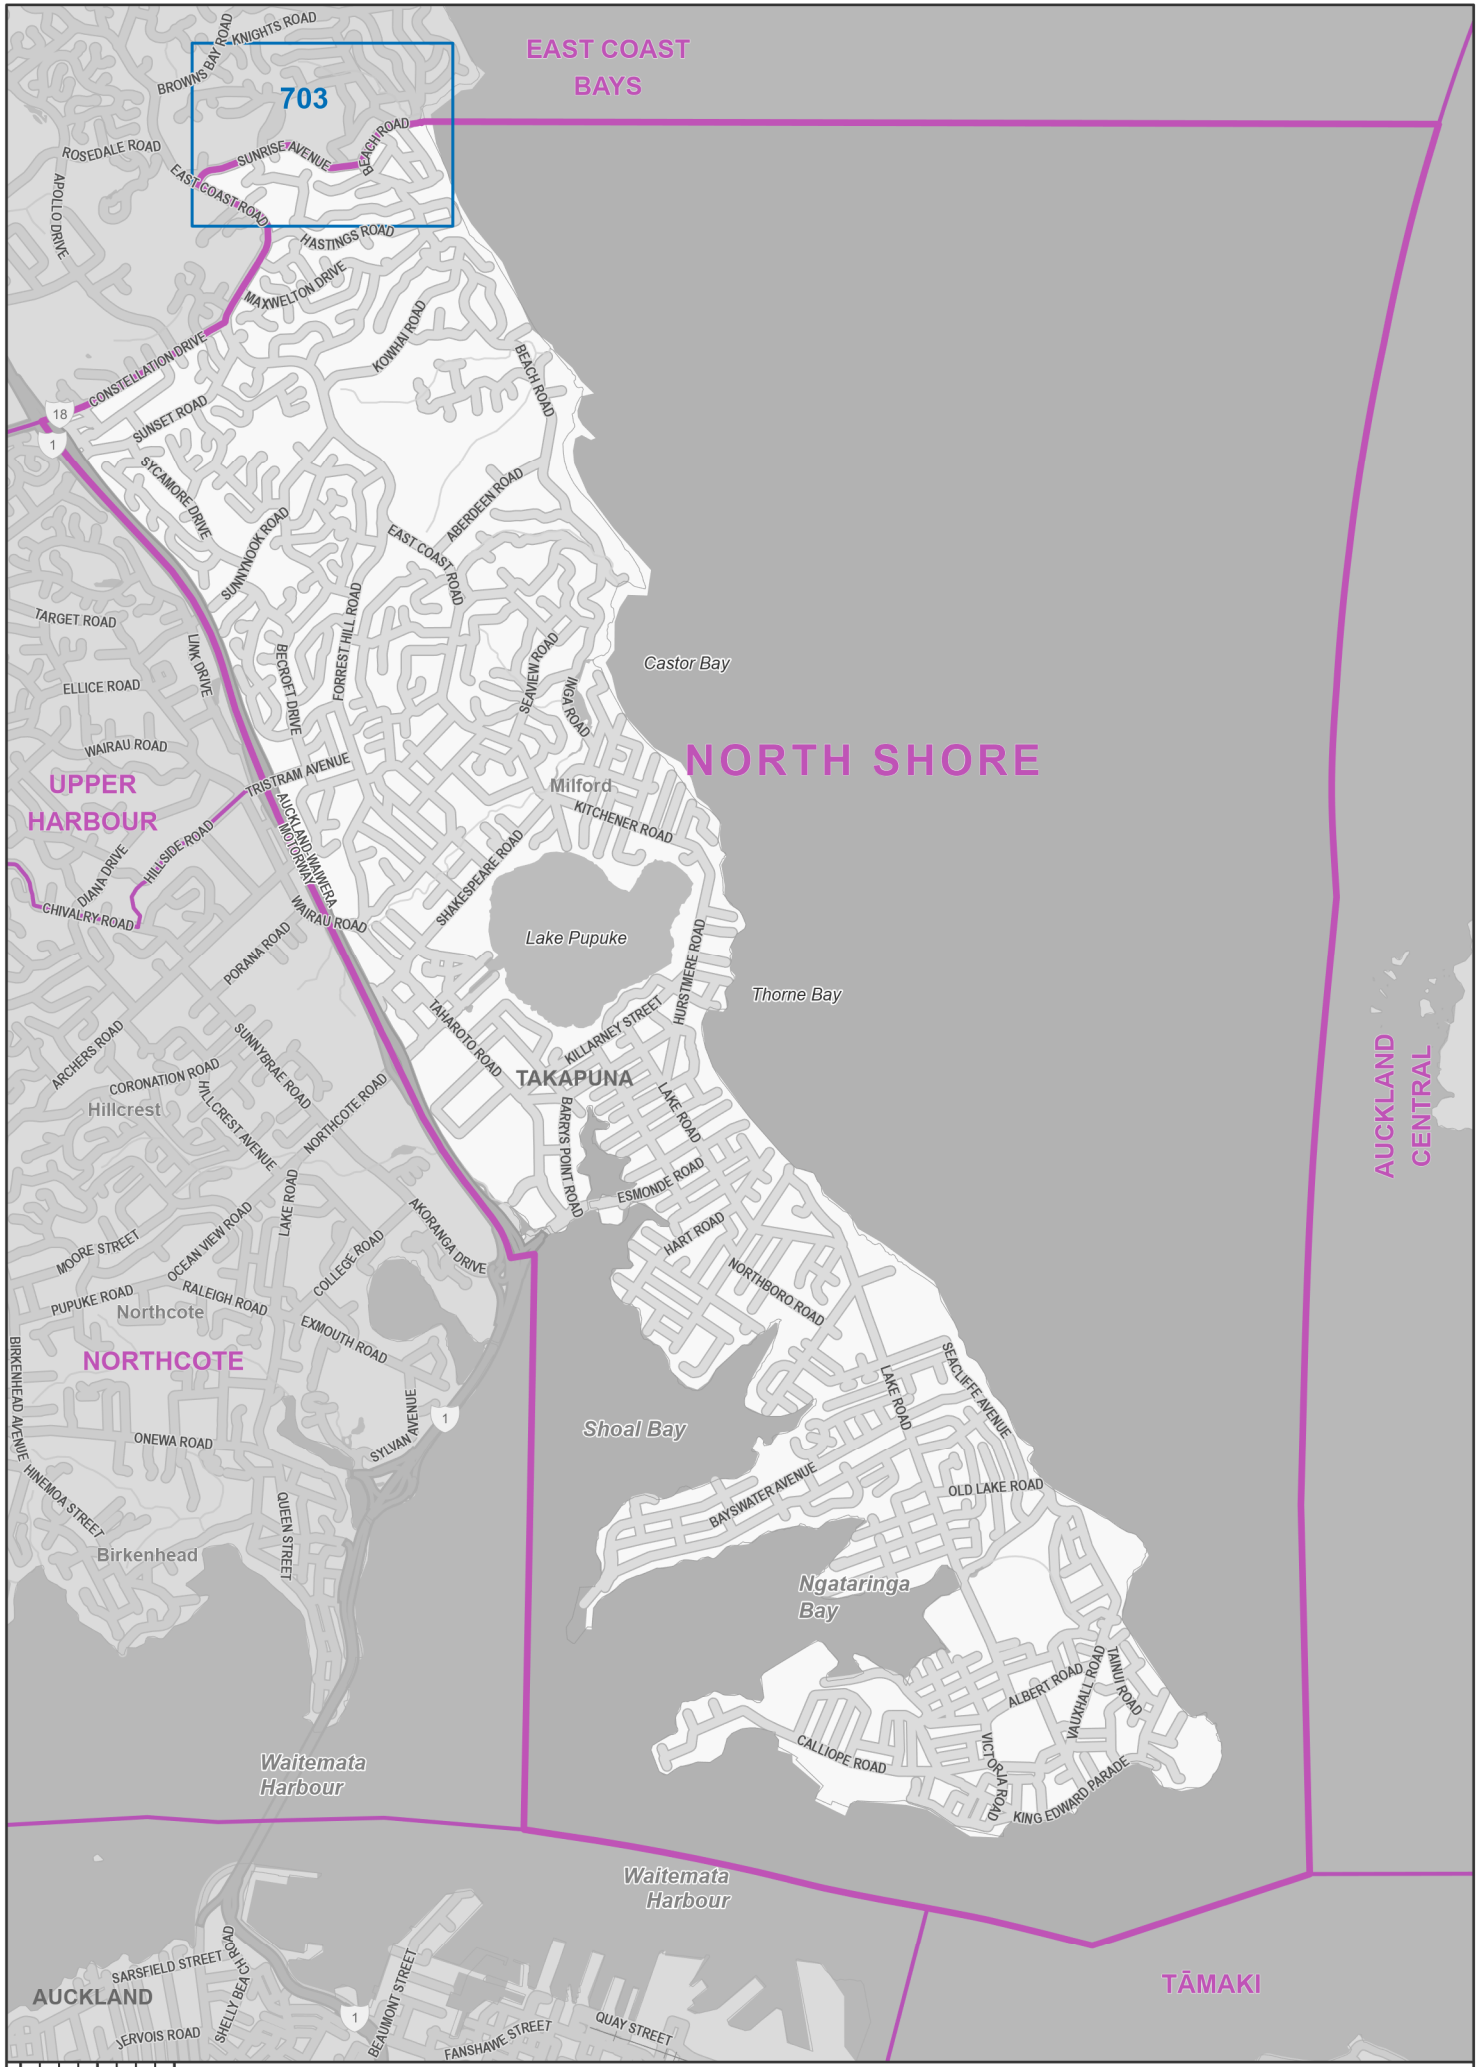 KNIGHTS ROAD
BROWNS BAY ROAD
EAST COAST
BAYS
703
BEACH ROAD
SUNRISE AVENUE
ROSEDALE ROAD
EAST COAST ROAD
APOLLO DRIVE
HASTINGS ROAD
MAXWELTON DRIVE
KOWHAI ROAD
CONSTELLATION DRIVE
BEACH ROAD
18
SUNSET ROAD
1
SYCAMORE DRIVE
ABERDEEN ROAD
SUNNYNOOK ROAD
EAST COAST ROAD
TARGET ROAD
LINK DRIVE
FORREST HILL ROAD
BECROFT DRIVE
SEAVIEW ROAD
INGA ROAD
Castor Bay
ELLICE ROAD
WAIRAU ROAD
NORTH SHORE
UPPER
HARBOUR
TRISTRAM AVENUE
Milford
KITCHENER ROAD
AUCKLAND-WAIWERA
MOTORWAY
HILLSIDE ROAD
DIANA DRIVE
SHAKESPEARE ROAD
CHIVALRY ROAD
WAIRAU ROAD
PORANA ROAD
Lake Pupuke
HURSTMERE ROAD
Thorne Bay
TAHAROTO ROAD
KILLARNEY STREET
ARCHERS ROAD
SUNNYBRAE ROAD
CORONATION ROAD
Hillcrest
HILLCREST AVENUE
NORTHCOTE ROAD
TAKAPUNA
BARRYS POINT ROAD
LAKE ROAD
AUCKLAND
CENTRAL
ESMONDE ROAD
LAKE ROAD
MOORE STREET
OCEAN VIEW ROAD
COLLEGE ROAD
AKORANGA DRIVE
HART ROAD
NORTHBORO ROAD
PUPUKE ROAD
RALEIGH ROAD
Northcote
EXMOUTH ROAD
BIRKENHEAD AVENUE
NORTHCOTE
LAKE ROAD
SEACLIFFE AVENUE
Shoal Bay
1
SYLVAN AVENUE
ONEWA ROAD
HINEMOA STREET
QUEEN STREET
BAYSWATER AVENUE
OLD LAKE ROAD
Birkenhead
Ngataringa
Bay
ALBERT ROAD
VAUXHALL ROAD
TAINUI ROAD
CALLIOPE ROAD
VICTORIA ROAD
KING EDWARD PARADE
Waitemata
Harbour
Waitemata
Harbour
SARSFIELD STREET
SHELLY BEACH ROAD
AUCKLAND
JERVOIS ROAD
1
BEAUMONT STREET
FANSHAWE STREET
QUAY STREET
TĀMAKI